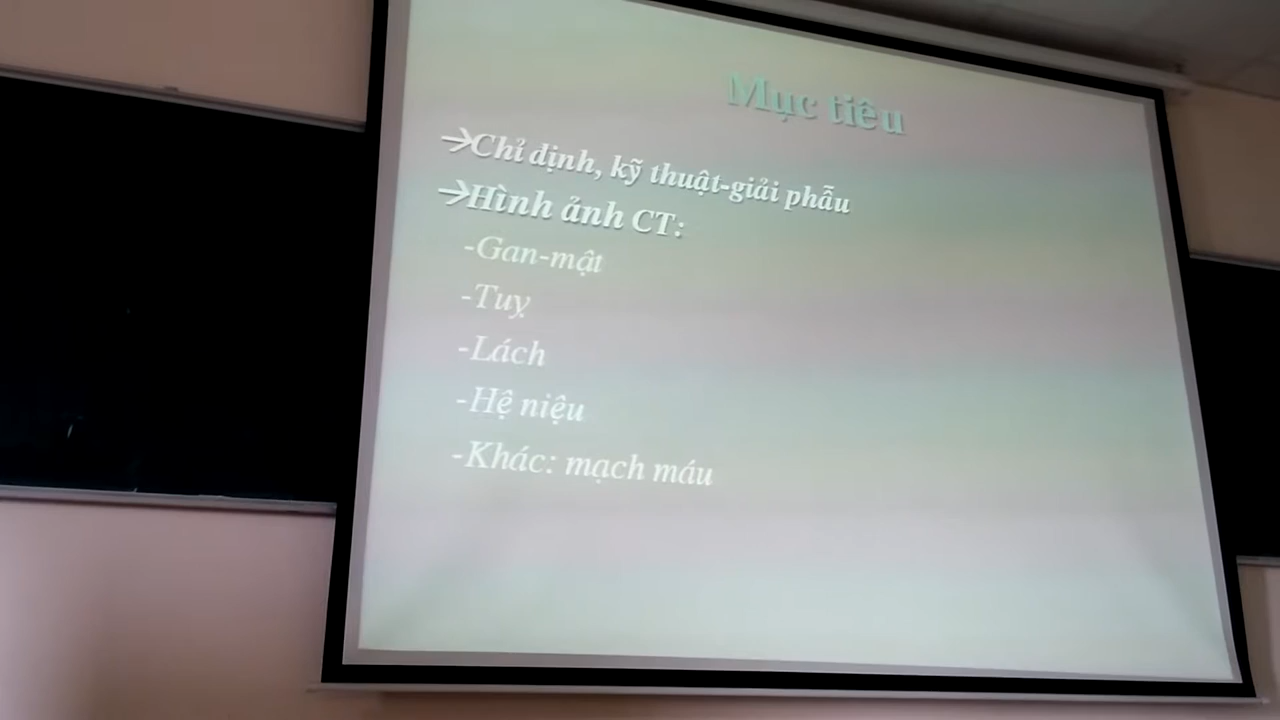 Mục tiêu
→Chỉ định, kỹ thuật-giải phẫu
→Hình ảnh CT:
-Gan-mật
-Tuỵ
-Lách
-Hệ niệu
-Khác: mạch máu